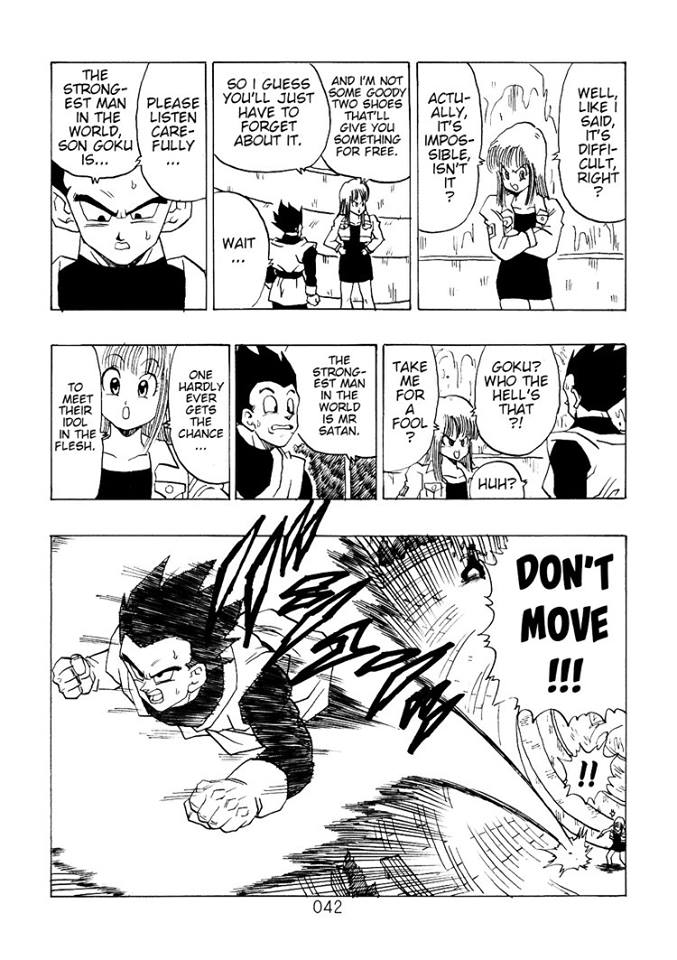 WELL,
LIKE I
SAID,
IT'S
DIFFI-
CULT,
RIGHT?
ACTU-
ALLY,
IT'S
IMPOS-
SIBLE,
ISN'T
IT?
AND I'M NOT
SOME GOODY
TWO SHOES
THAT'LL
GIVE YOU
SOMETHING
FOR FREE.
SO I GUESS
YOU'LL JUST
HAVE TO
FORGET
ABOUT IT.
WAIT
...
PLEASE
LISTEN
CARE-
FULLY
...
THE
STRONG-
EST MAN
IN THE
WORLD,
SON GOKU
IS...
GOKU?
WHO THE
HELL'S
THAT
?!
TAKE
ME FOR
A FOOL
?
HUH?
THE
STRONG-
EST MAN
IN THE
WORLD
IS MR
SATAN.
ONE
HARDLY
EVER
GETS THE
CHANCE
...
TO
MEET
THEIR
IDOL
IN THE
FLESH.
DON'T
MOVE
!!!
!!
042